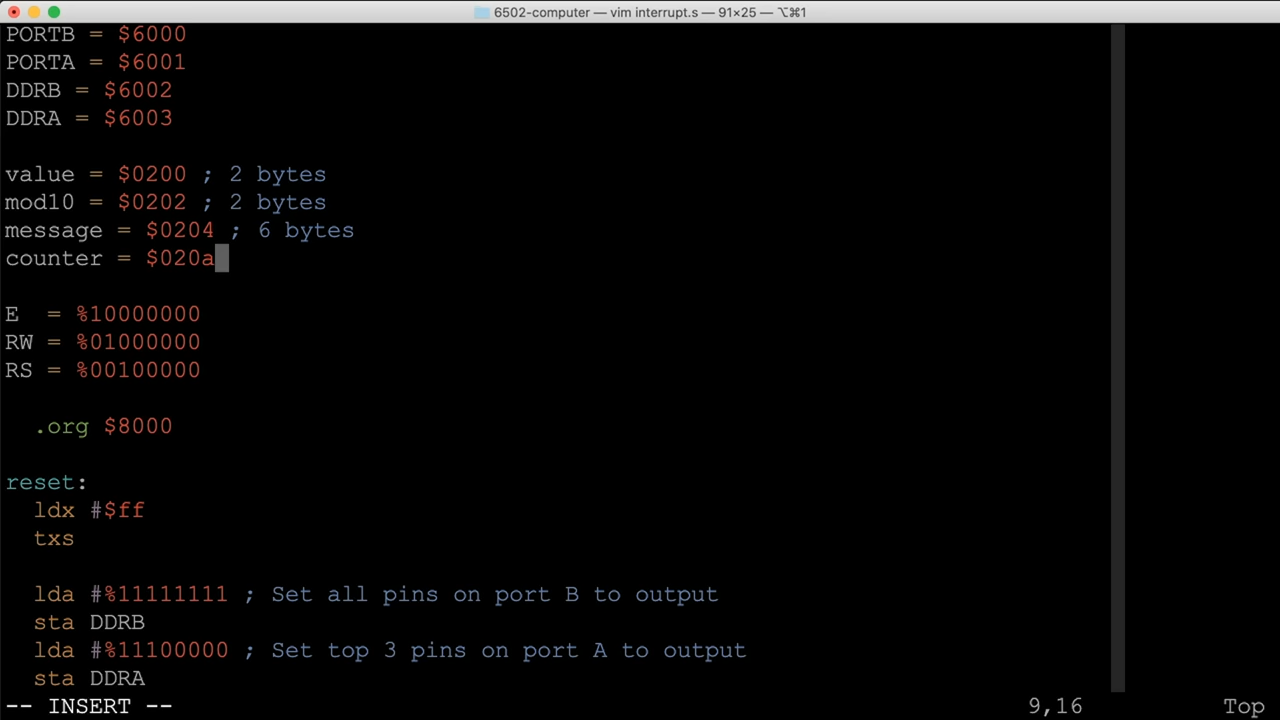 6502-computer — vim interrupt.s — 91×25 — ⌥⌘1
PORTB = $6000
PORTA = $6001
DDRB = $6002
DDRA = $6003
value = $0200 ; 2 bytes
mod10 = $0202 ; 2 bytes
message = $0204 ; 6 bytes
counter = $020a
E  = %10000000
RW = %01000000
RS = %00100000
  .org $8000
reset:
  ldx #$ff
  txs
  lda #%11111111 ; Set all pins on port B to output
  sta DDRB
  lda #%11100000 ; Set top 3 pins on port A to output
  sta DDRA
-- INSERT -- 9,16 Top